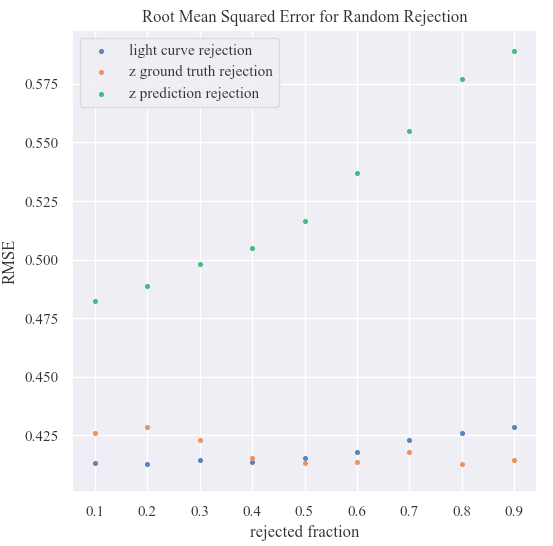 Root Mean Squared Error for Random Rejection
light curve rejection
z ground truth rejection
z prediction rejection
0.575
0.550
0.525
0.500
0.475
0.450
0.425
RMSE
0.1 0.2 0.3 0.4 0.5 0.6 0.7 0.8 0.9
rejected fraction